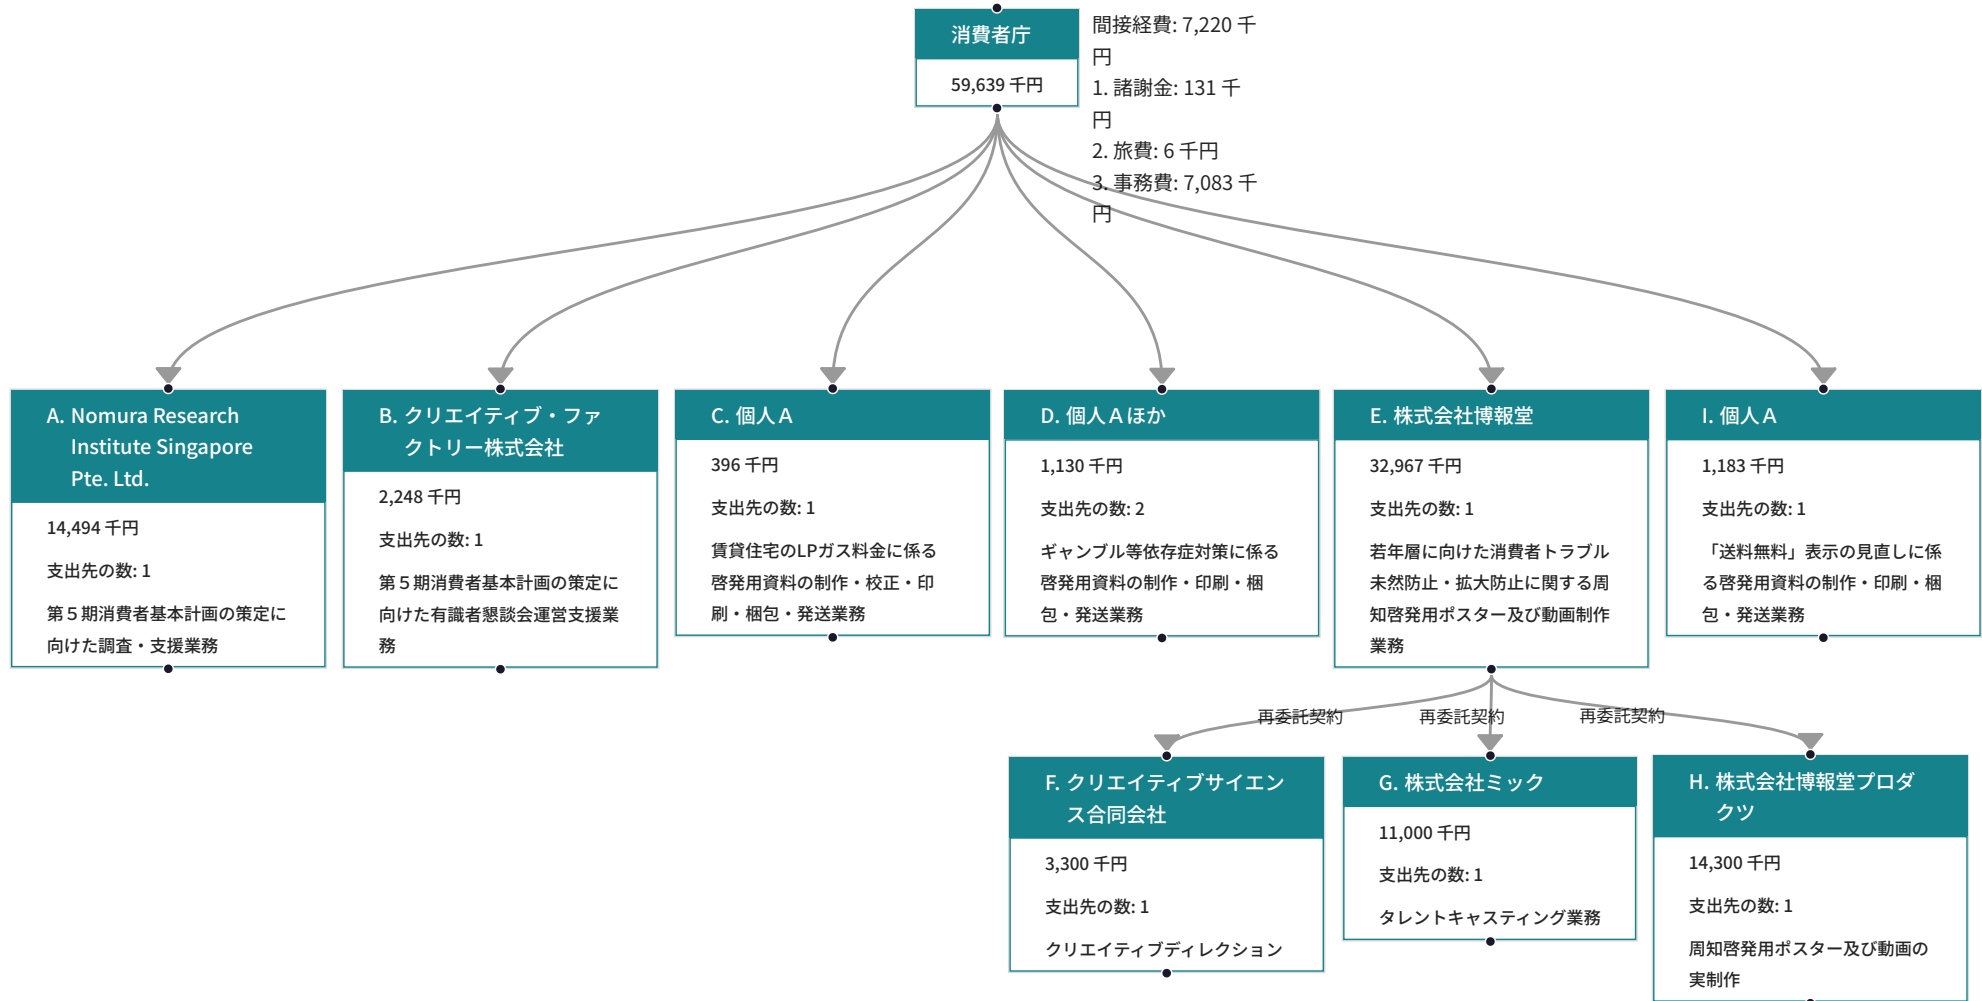 消費者庁
59,639 千円
間接経費: 7,220 千
円
1. 諸謝金: 131 千
円
2. 旅費: 6 千円
3. 事務費: 7,083 千
円
A. Nomura Research
Institute Singapore
Pte. Ltd.
14,494 千円
支出先の数: 1
第５期消費者基本計画の策定に
向けた調査・支援業務
B. クリエイティブ・ファ
クトリー株式会社
2,248 千円
支出先の数: 1
第５期消費者基本計画の策定に
向けた有識者懇談会運営支援業
務
C. 個人Ａ
396 千円
支出先の数: 1
賃貸住宅のLPガス料金に係る
啓発用資料の制作・校正・印
刷・梱包・発送業務
D. 個人Ａほか
1,130 千円
支出先の数: 2
ギャンブル等依存症対策に係る
啓発用資料の制作・印刷・梱
包・発送業務
E. 株式会社博報堂
32,967 千円
支出先の数: 1
若年層に向けた消費者トラブル
未然防止・拡大防止に関する周
知啓発用ポスター及び動画制作
業務
I. 個人Ａ
1,183 千円
支出先の数: 1
「送料無料」表示の見直しに係
る啓発用資料の制作・印刷・梱
包・発送業務
再委託契約
再委託契約
再委託契約
F. クリエイティブサイエン
ス合同会社
3,300 千円
支出先の数: 1
クリエイティブディレクション
G. 株式会社ミック
11,000 千円
支出先の数: 1
タレントキャスティング業務
H. 株式会社博報堂プロダ
クツ
14,300 千円
支出先の数: 1
周知啓発用ポスター及び動画の
実制作